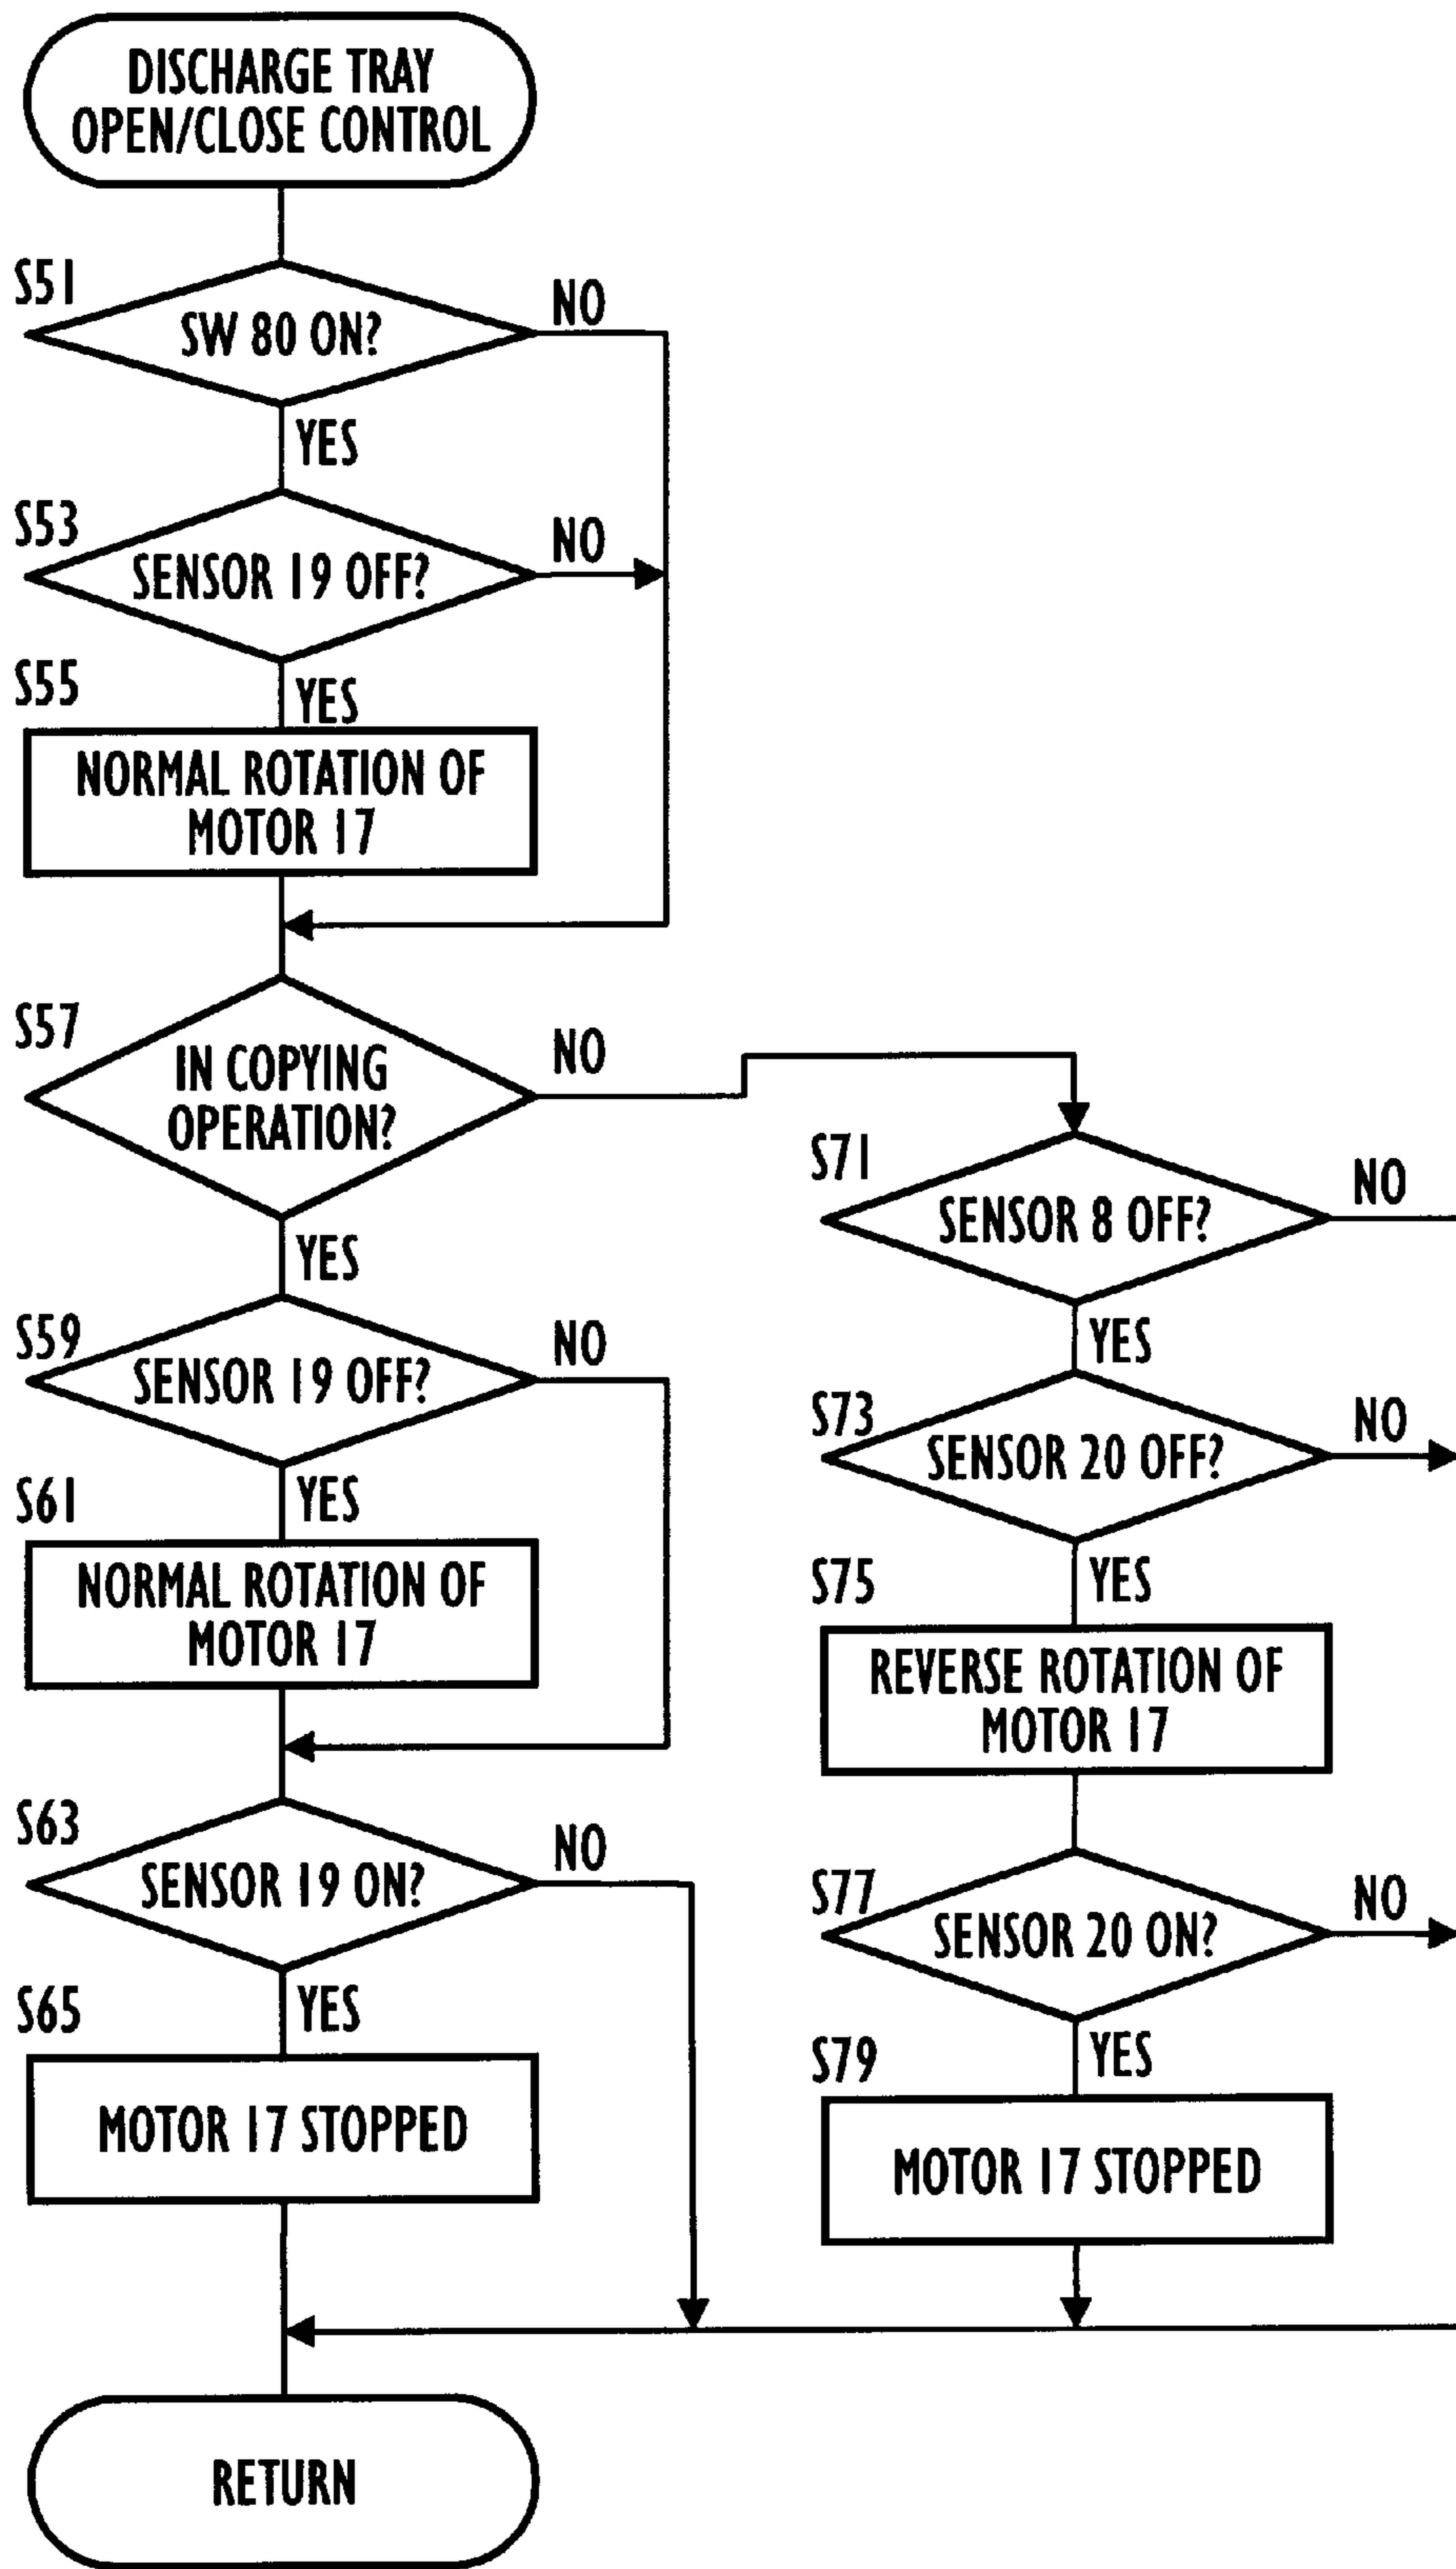 DISCHARGE TRAY
OPEN/CLOSE CONTROL
S51
SW 80 ON?
NO
YES
S53
SENSOR 19 OFF?
NO
YES
S55
NORMAL ROTATION OF
MOTOR 17
S57
IN COPYING
OPERATION?
NO
YES
S59
SENSOR 19 OFF?
NO
YES
S61
NORMAL ROTATION OF
MOTOR 17
S63
SENSOR 19 ON?
NO
YES
S65
MOTOR 17 STOPPED
S71
SENSOR 8 OFF?
NO
YES
S73
SENSOR 20 OFF?
NO
YES
S75
REVERSE ROTATION OF
MOTOR 17
S77
SENSOR 20 ON?
NO
YES
S79
MOTOR 17 STOPPED
RETURN